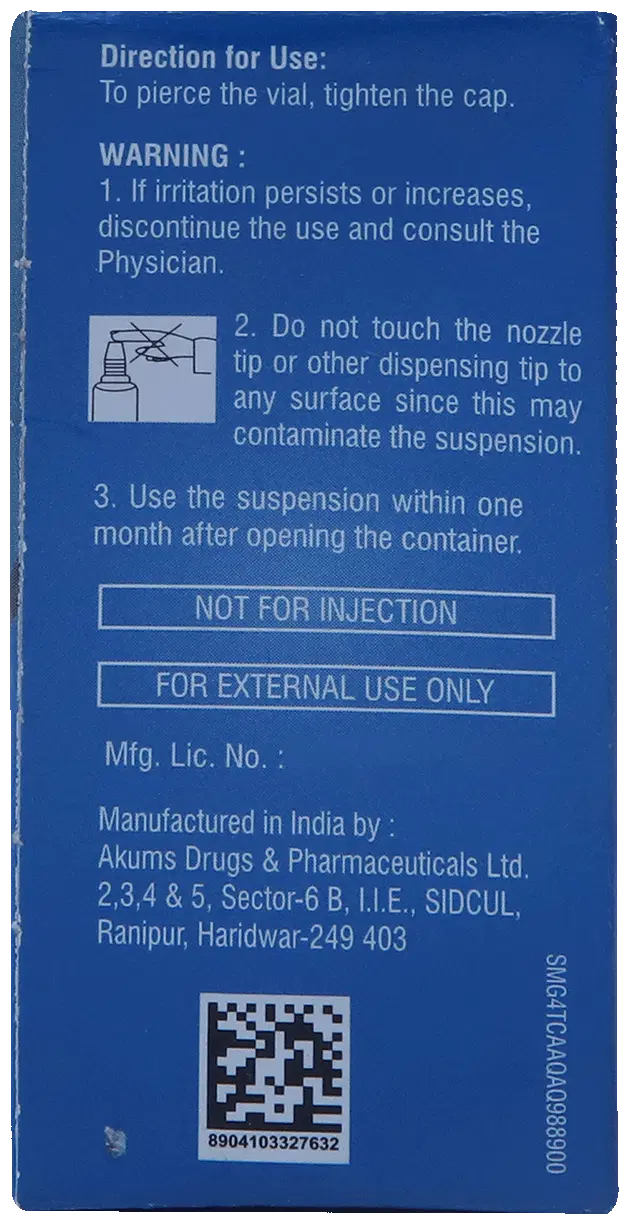 Direction for Use:
To pierce the vial, tighten the cap.
WARNING :
1. If irritation persists or increases,
discontinue the use and consult the
Physician.
2. Do not touch the nozzle
tip or other dispensing tip to
any surface since this may
contaminate the suspension.
3. Use the suspension within one
month after opening the container.
NOT FOR INJECTION
FOR EXTERNAL USE ONLY
Mfg. Lic. No. :
Manufactured in India by :
Akums Drugs & Pharmaceuticals Ltd.
2,3,4 & 5, Sector-6 B, I.I.E., SIDCUL,
Ranipur, Haridwar-249 403
8904103327632
SMG4TCAAQAQ988900